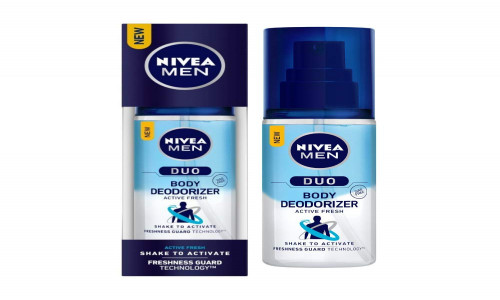 NEW
NIVEA
MEN
NEW
NIVEA
MEN
DUO
BODY
DEODORIZER
ACTIVE FRESH
SHAKE TO ACTIVATE
FRESHNESS GUARD TECHNOLOGY™
ACTIVE FRESH
SHAKE TO ACTIVATE
FRESHNESS GUARD
TECHNOLOGY™
NEW
NIVEA
MEN
DUO
BODY
DEODORIZER
ACTIVE FRESH
SHAKE TO ACTIVATE
FRESHNESS GUARD TECHNOLOGY™